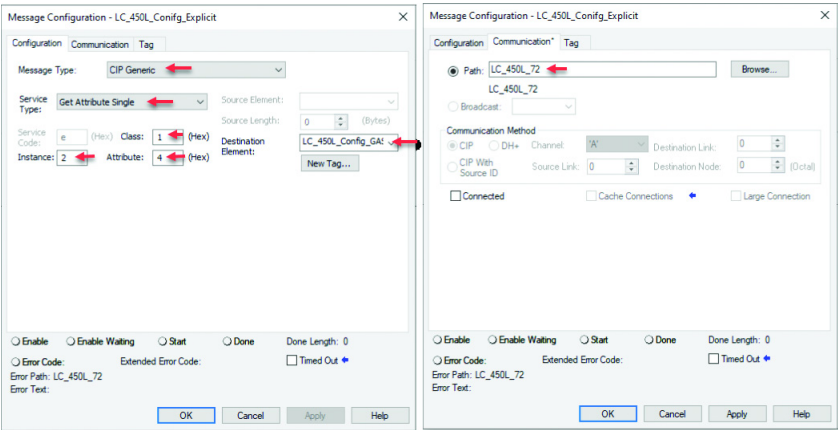 Message Configuration - LC_450L_Conifg_Explicit
Configuration Communication Tag
Message Type: CIP Generic
Service Type: Get Attribute Single Source Element:
Source Length: 0 (Bytes)
Service Code: e (Hex) Class: 1 (Hex) Destination Element: LC_450L_Config_GAS
Instance: 2 Attribute: 4 (Hex) New Tag...
Enable Enable Waiting Start Done Done Length: 0
Error Code: Extended Error Code: Timed Out
Error Path: LC_450L_72
Error Text:
OK Cancel Apply Help
Message Configuration - LC_450L_Conifg_Explicit
Configuration Communication* Tag
Path: LC_450L_72 Browse...
LC_450L_72
Broadcast:
Communication Method
CIP DH+ Channel: 'A' Destination Link: 0
CIP With Source ID Source Link: 0 Destination Node: 0 (Octal)
Connected Cache Connections Large Connection
Enable Enable Waiting Start Done Done Length: 0
Error Code: Extended Error Code: Timed Out
Error Path: LC_450L_72
Error Text:
OK Cancel Apply Help